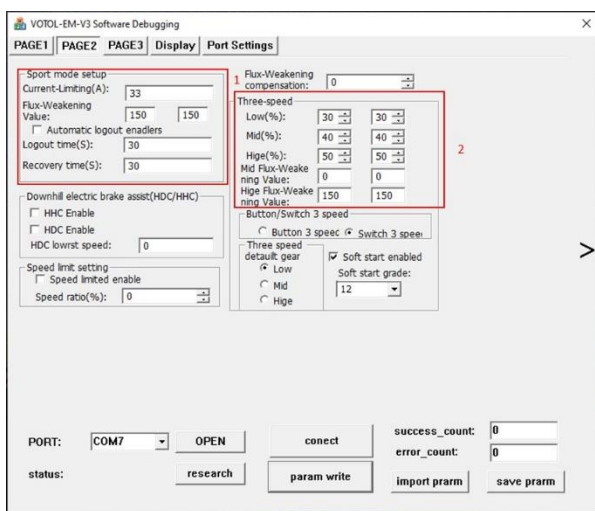 VOTOL-EM-V3 Software Debugging
PAGE1 PAGE2 PAGE3 Display Port Settings
Sport mode setup
Current-Limiting(A): 33
Flux-Weakening
Value: 150 150
Automatic logout enadlers
Logout time(S): 30
Recovery time(S): 30
1
Flux-Weakening
compensation: 0
Three-speed
Low(%): 30 30
Mid(%): 40 40
Hige(%): 50 50
Mid Flux-Weake
ning Value: 0 0
Hige Flux-Weake
ning Value: 150 150
2
Downhill electric brake assist(HDC/HHC)
HHC Enable
HDC Enable
HDC lowrst speed: 0
Speed limit setting
Speed limited enable
Speed ratio(%): 0
Button/Switch 3 speed
Button 3 speec Switch 3 speei
Three speed
detault gear
Low
Mid
Hige
Soft start enabled
Soft start grade:
12
>
PORT: COM7 OPEN conect
success_count: 0
error_count: 0
status: research param write import prarm save prarm